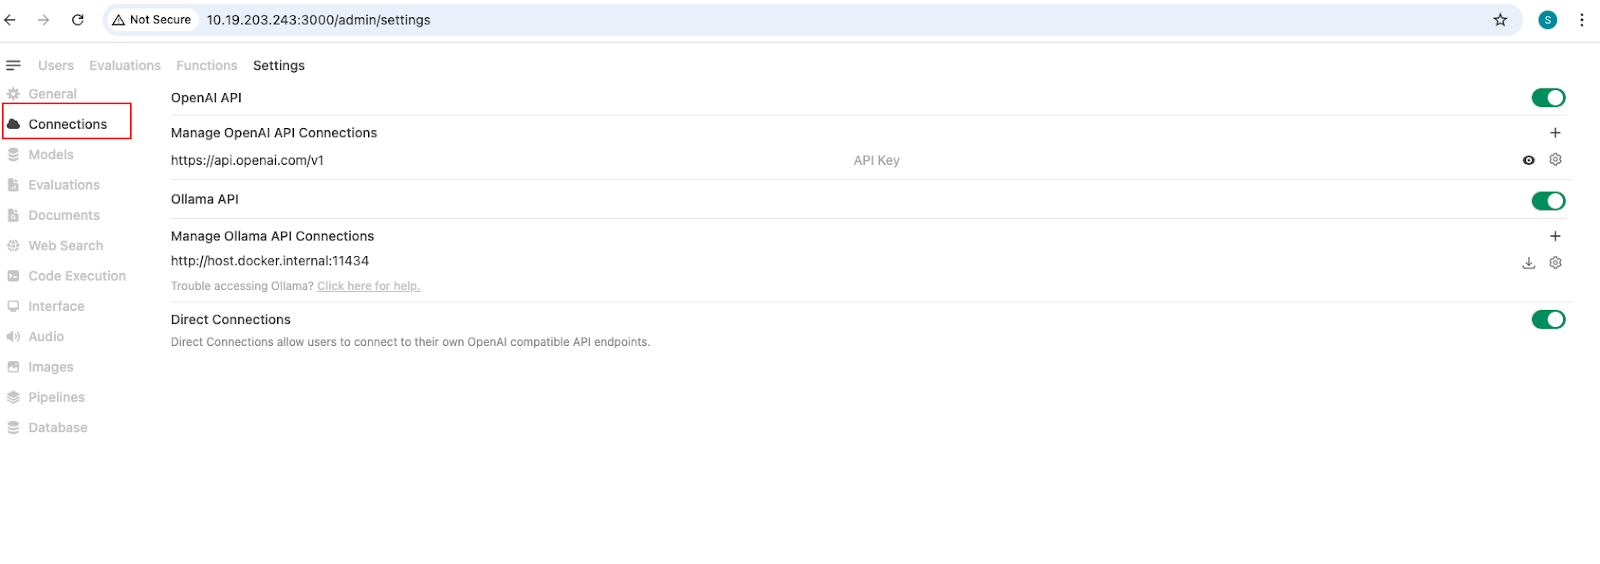 Not Secure 10.19.203.243:3000/admin/settings S
Users Evaluations Functions Settings
General
Connections
Models
Evaluations
Documents
Web Search
Code Execution
Interface
Audio
Images
Pipelines
Database
OpenAI API
Manage OpenAI API Connections
https://api.openai.com/v1 API Key
Ollama API
Manage Ollama API Connections
http://host.docker.internal:11434
Trouble accessing Ollama? Click here for help.
Direct Connections
Direct Connections allow users to connect to their own OpenAI compatible API endpoints.